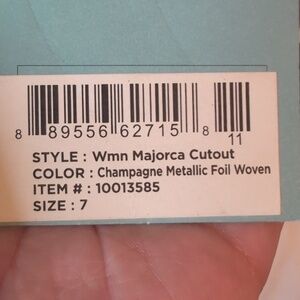 8 89556 62715 8 11
STYLE : Wmn Majorca Cutout
COLOR : Champagne Metallic Foil Woven
ITEM # : 10013585
SIZE : 7